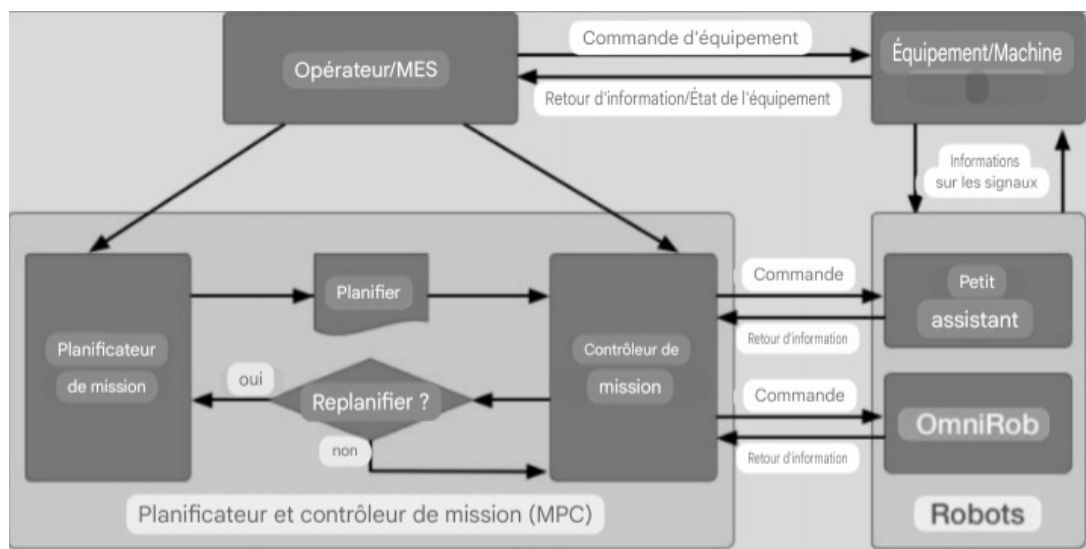 Opérateur/MES
Commande d'équipement
Retour d'information/État de l'équipement
Équipement/Machine
Informations
sur les signaux
Planificateur
de mission
Planifier
Replanifier ?
oui
non
Contrôleur de
mission
Commande
Retour d'information
Commande
Retour d'information
Petit
assistant
OmniRob
Robots
Planificateur et contrôleur de mission (MPC)